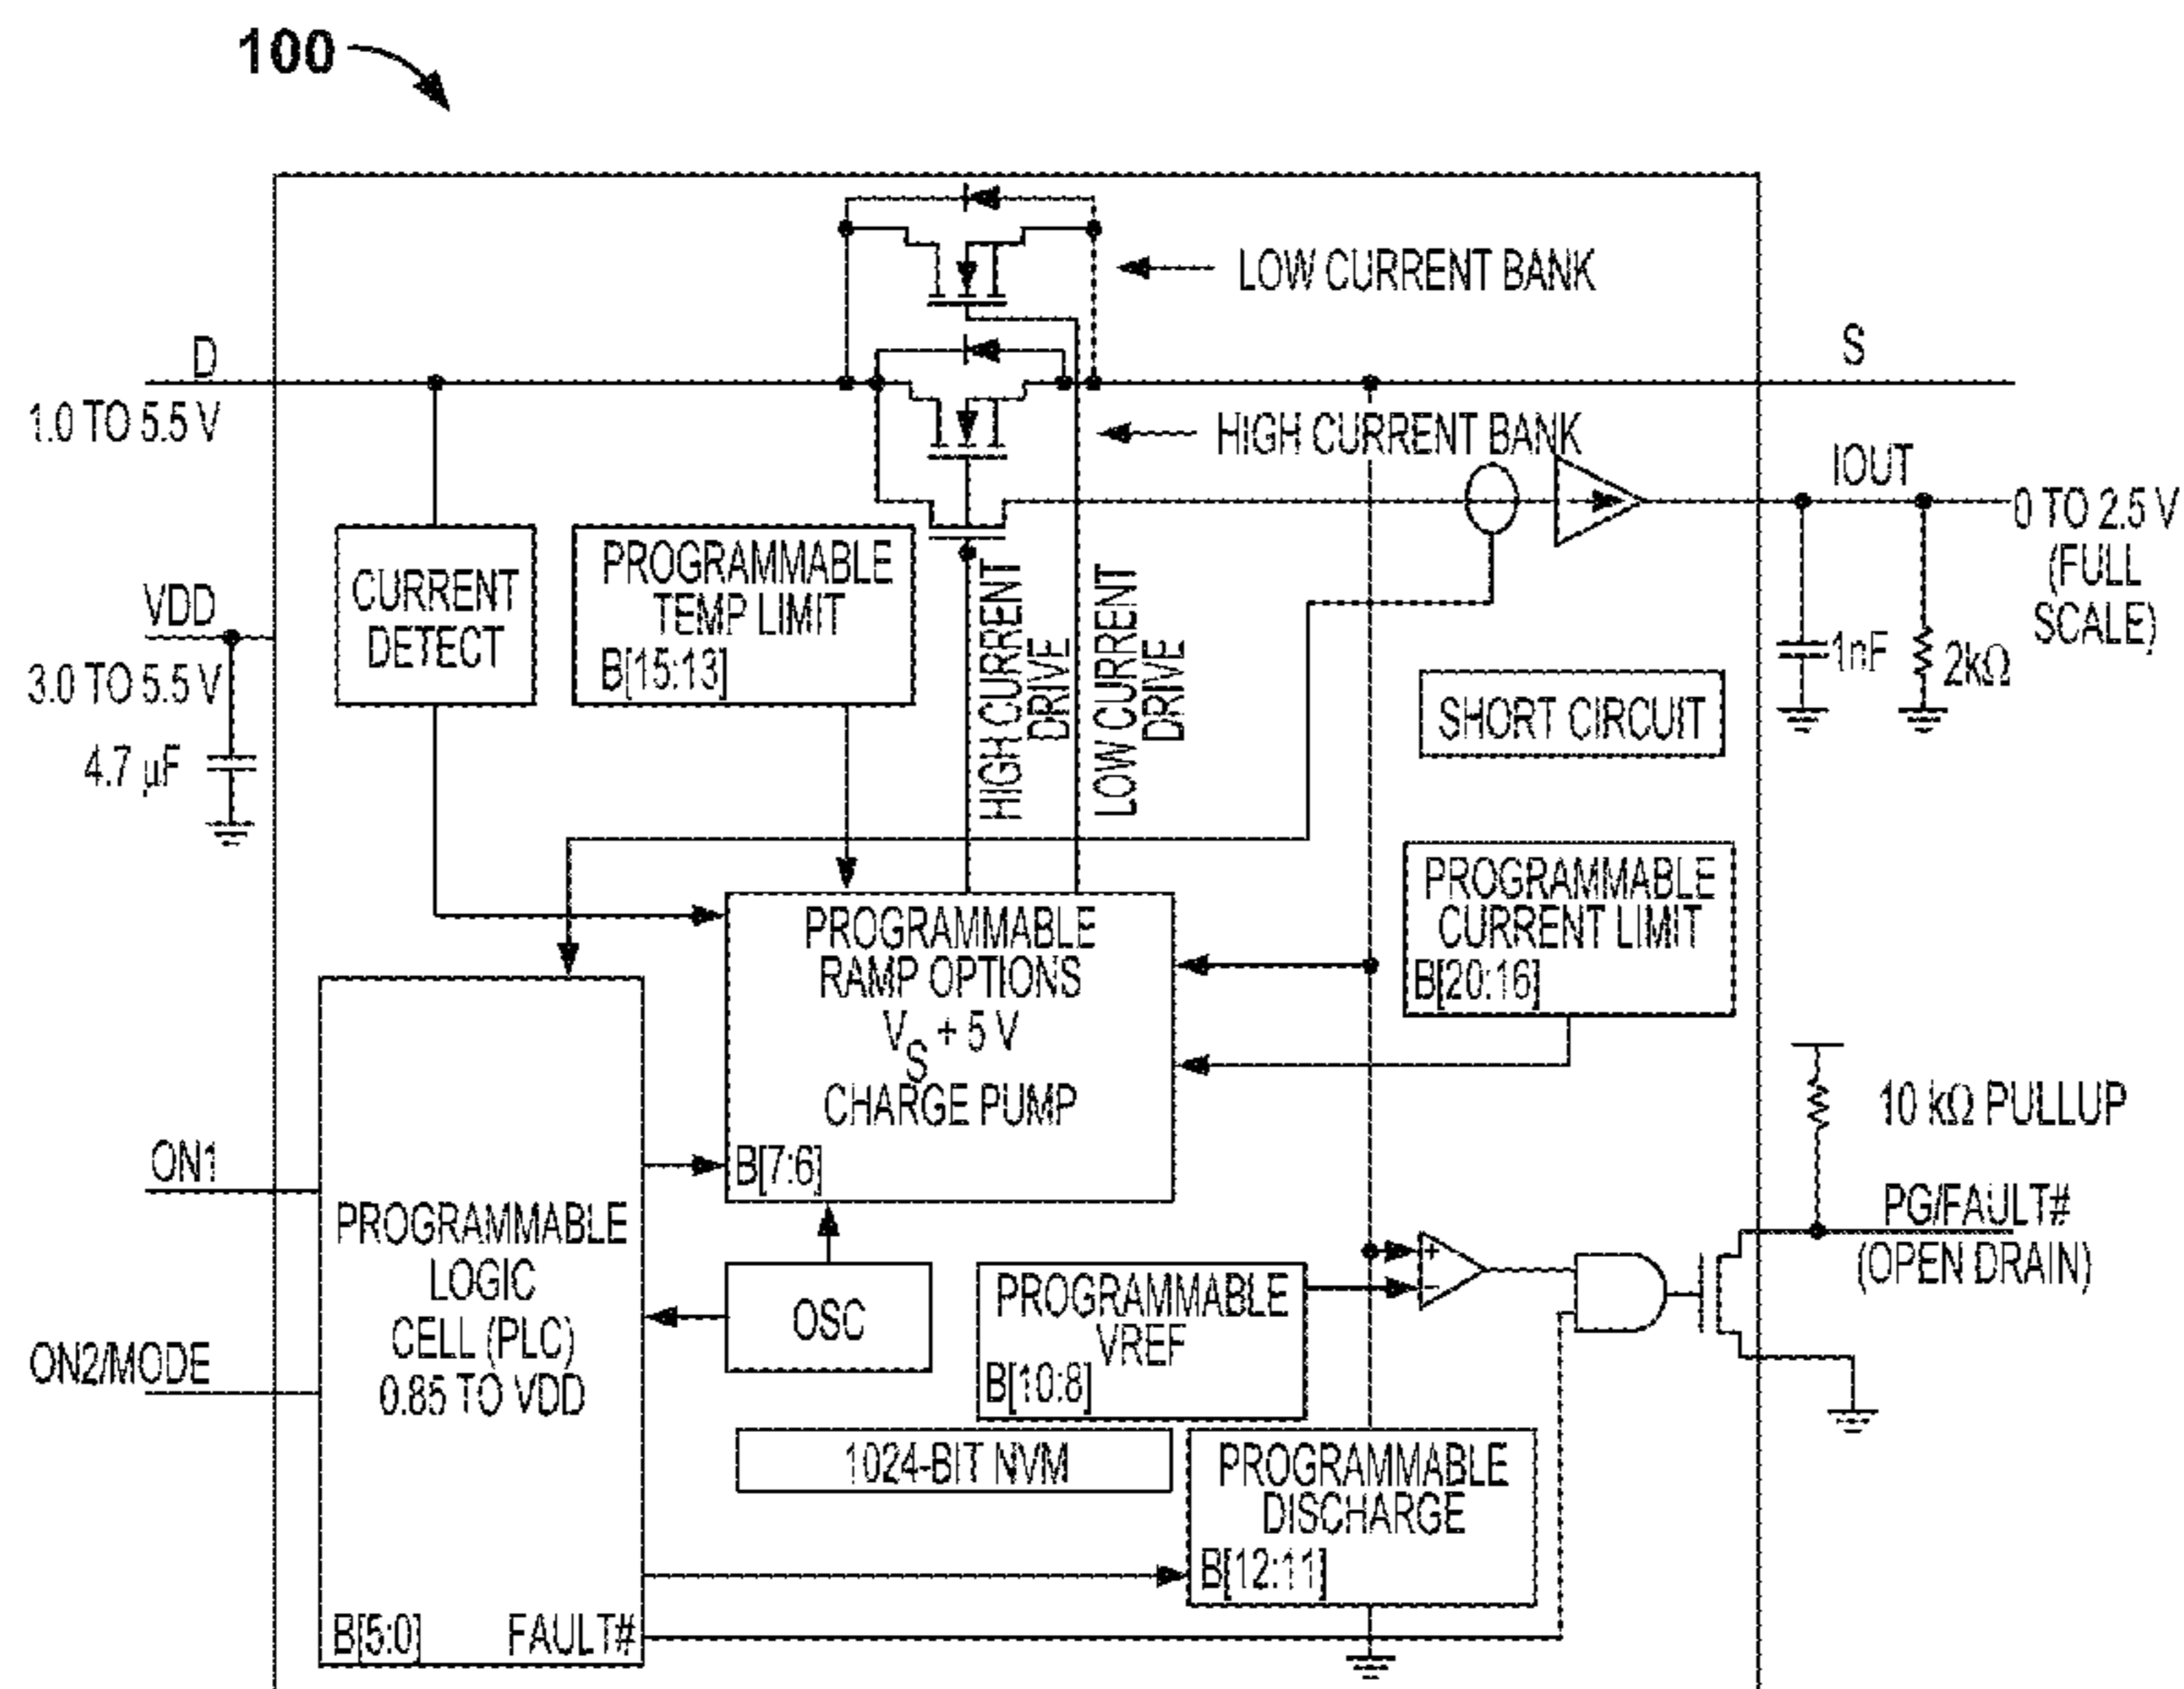 100
LOW CURRENT BANK
D
S
1.0 TO 5.5 V
HIGH CURRENT BANK
IOUT
0 TO 2.5 V
(FULL
SCALE)
CURRENT
DETECT
PROGRAMMABLE
TEMP LIMIT
B[15:13]
HIGH CURRENT
DRIVE
LOW CURRENT
DRIVE
VDD
3.0 TO 5.5 V
4.7 µF
1nF
2kΩ
SHORT CIRCUIT
PROGRAMMABLE
CURRENT LIMIT
B[20:16]
PROGRAMMABLE
RAMP OPTIONS
VS + 5 V
CHARGE PUMP
B[7:6]
10 kΩ PULLUP
PG/FAULT#
(OPEN DRAIN)
ON1
ON2/MODE
PROGRAMMABLE
LOGIC
CELL (PLC)
0.85 TO VDD
B[5:0] FAULT#
OSC
PROGRAMMABLE
VREF
B[10:8]
+
−
1024-BIT NVM
PROGRAMMABLE
DISCHARGE
B[12:11]